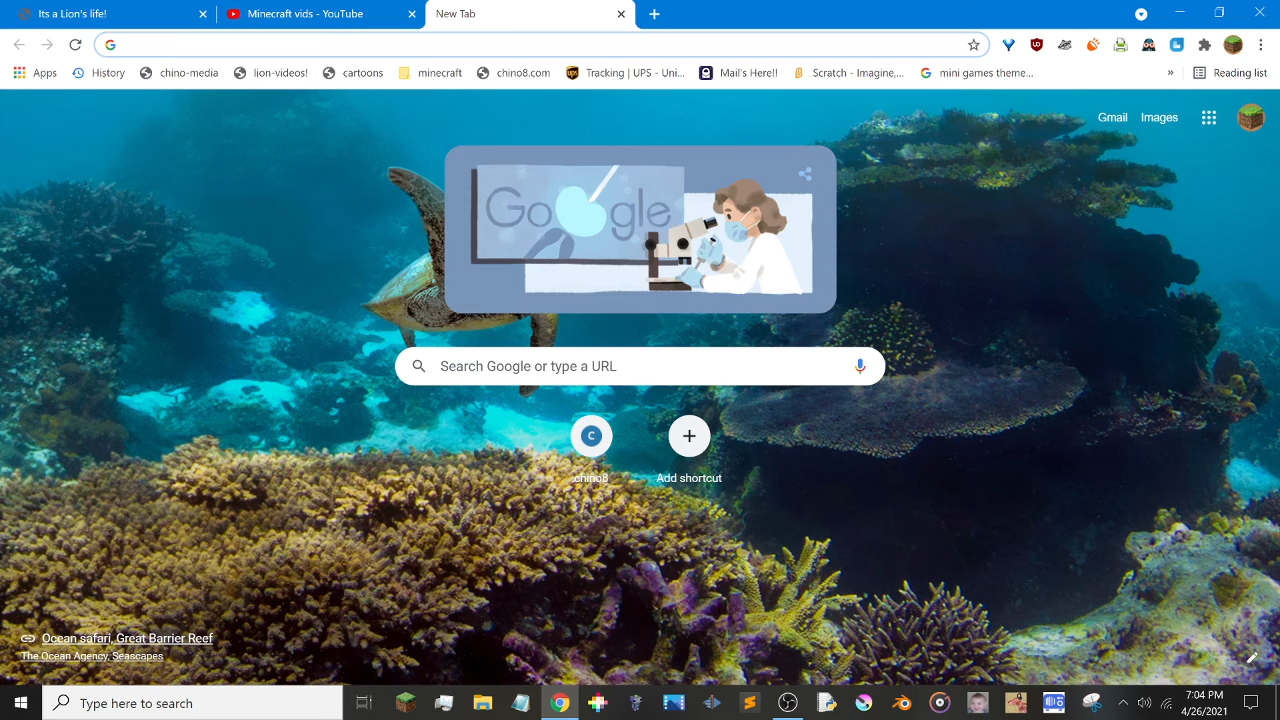 Its a Lion's life!
Minecraft vids - YouTube
New Tab
Apps
History
chino-media
lion-videos!
cartoons
minecraft
chino8.com
Tracking | UPS - Uni...
Mail's Here!!
Scratch - Imagine,...
mini games theme...
»
Reading list
Gmail
Images
Google
Search Google or type a URL
C
chino8
Add shortcut
Ocean safari, Great Barrier Reef
The Ocean Agency, Seascapes
Type here to search
7:04 PM
4/26/2021